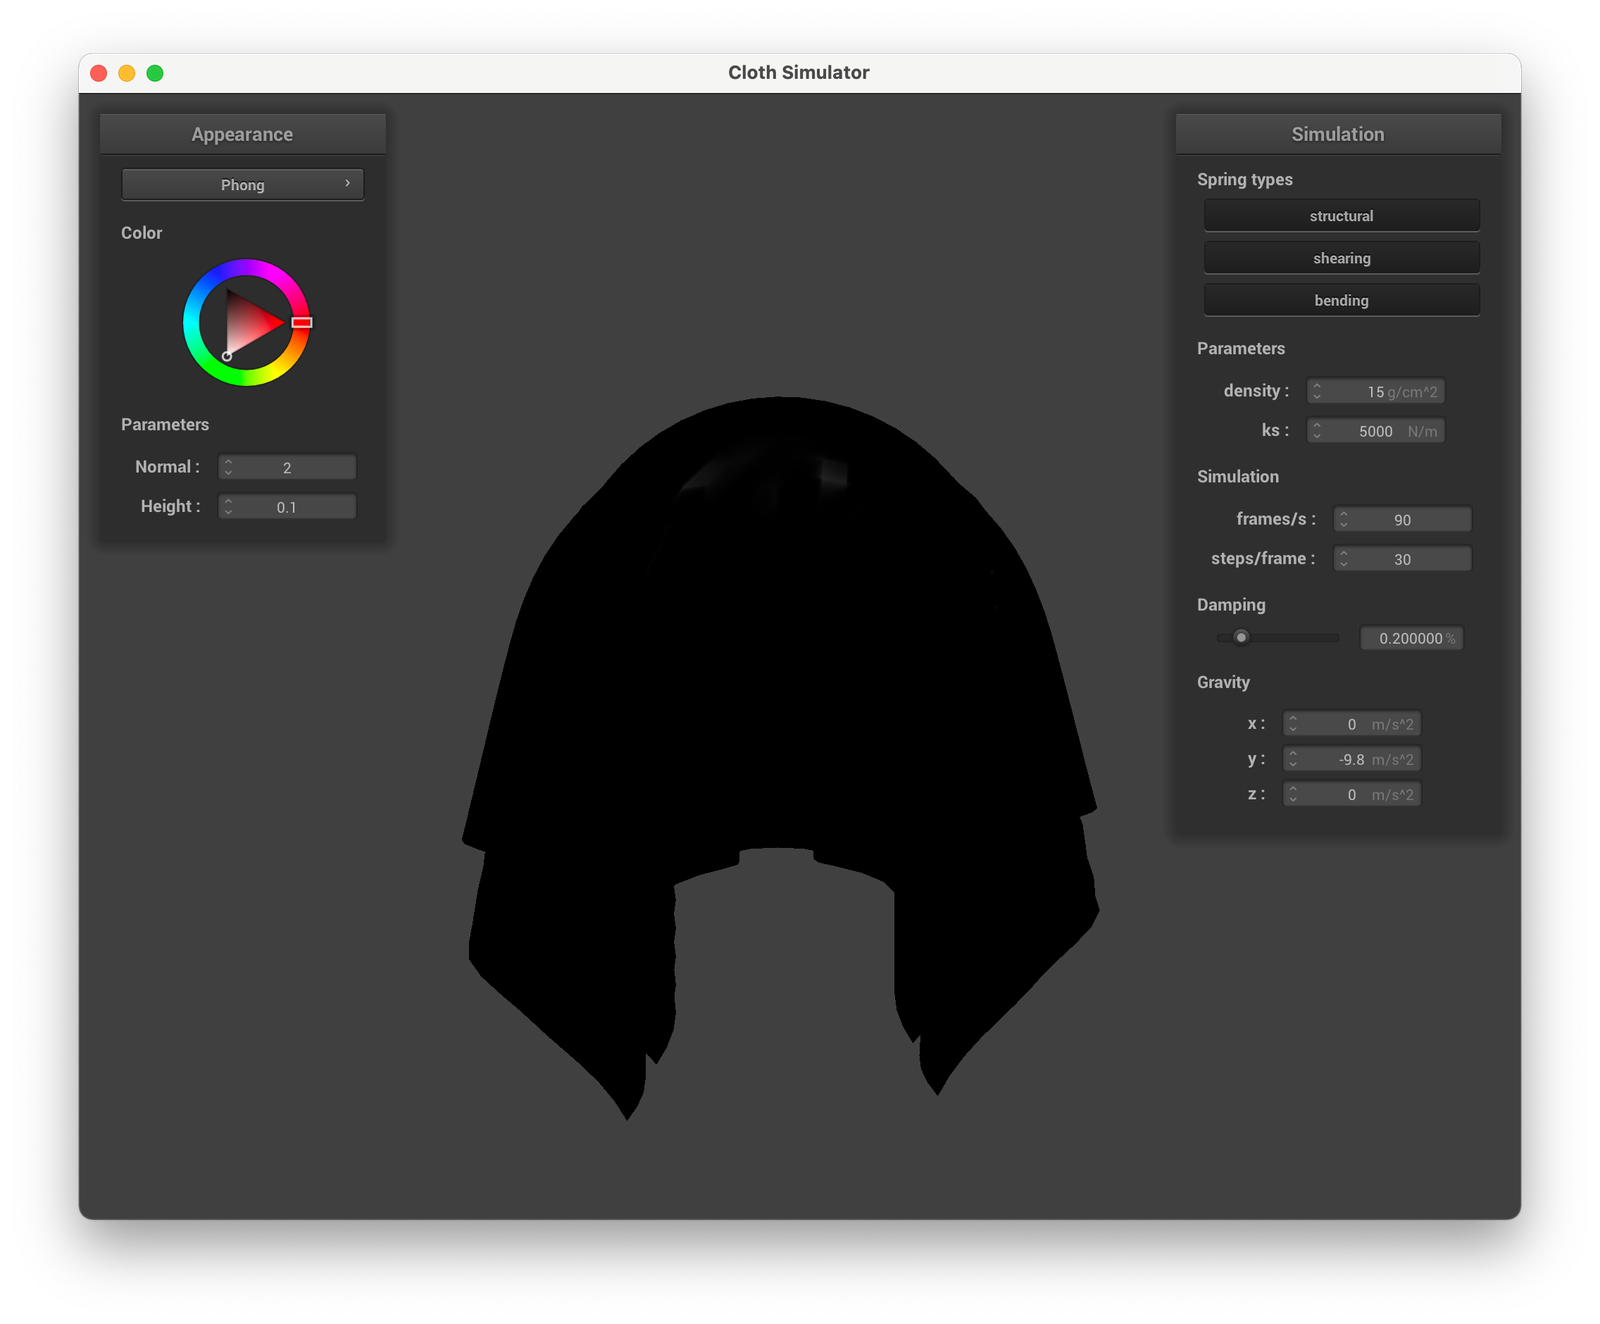 Cloth Simulator
Appearance
Phong
Color
Parameters
Normal : 2
Height : 0.1
Simulation
Spring types
structural
shearing
bending
Parameters
density : 15 g/cm^2
ks : 5000 N/m
Simulation
frames/s : 90
steps/frame : 30
Damping
0.200000 %
Gravity
x : 0 m/s^2
y : -9.8 m/s^2
z : 0 m/s^2